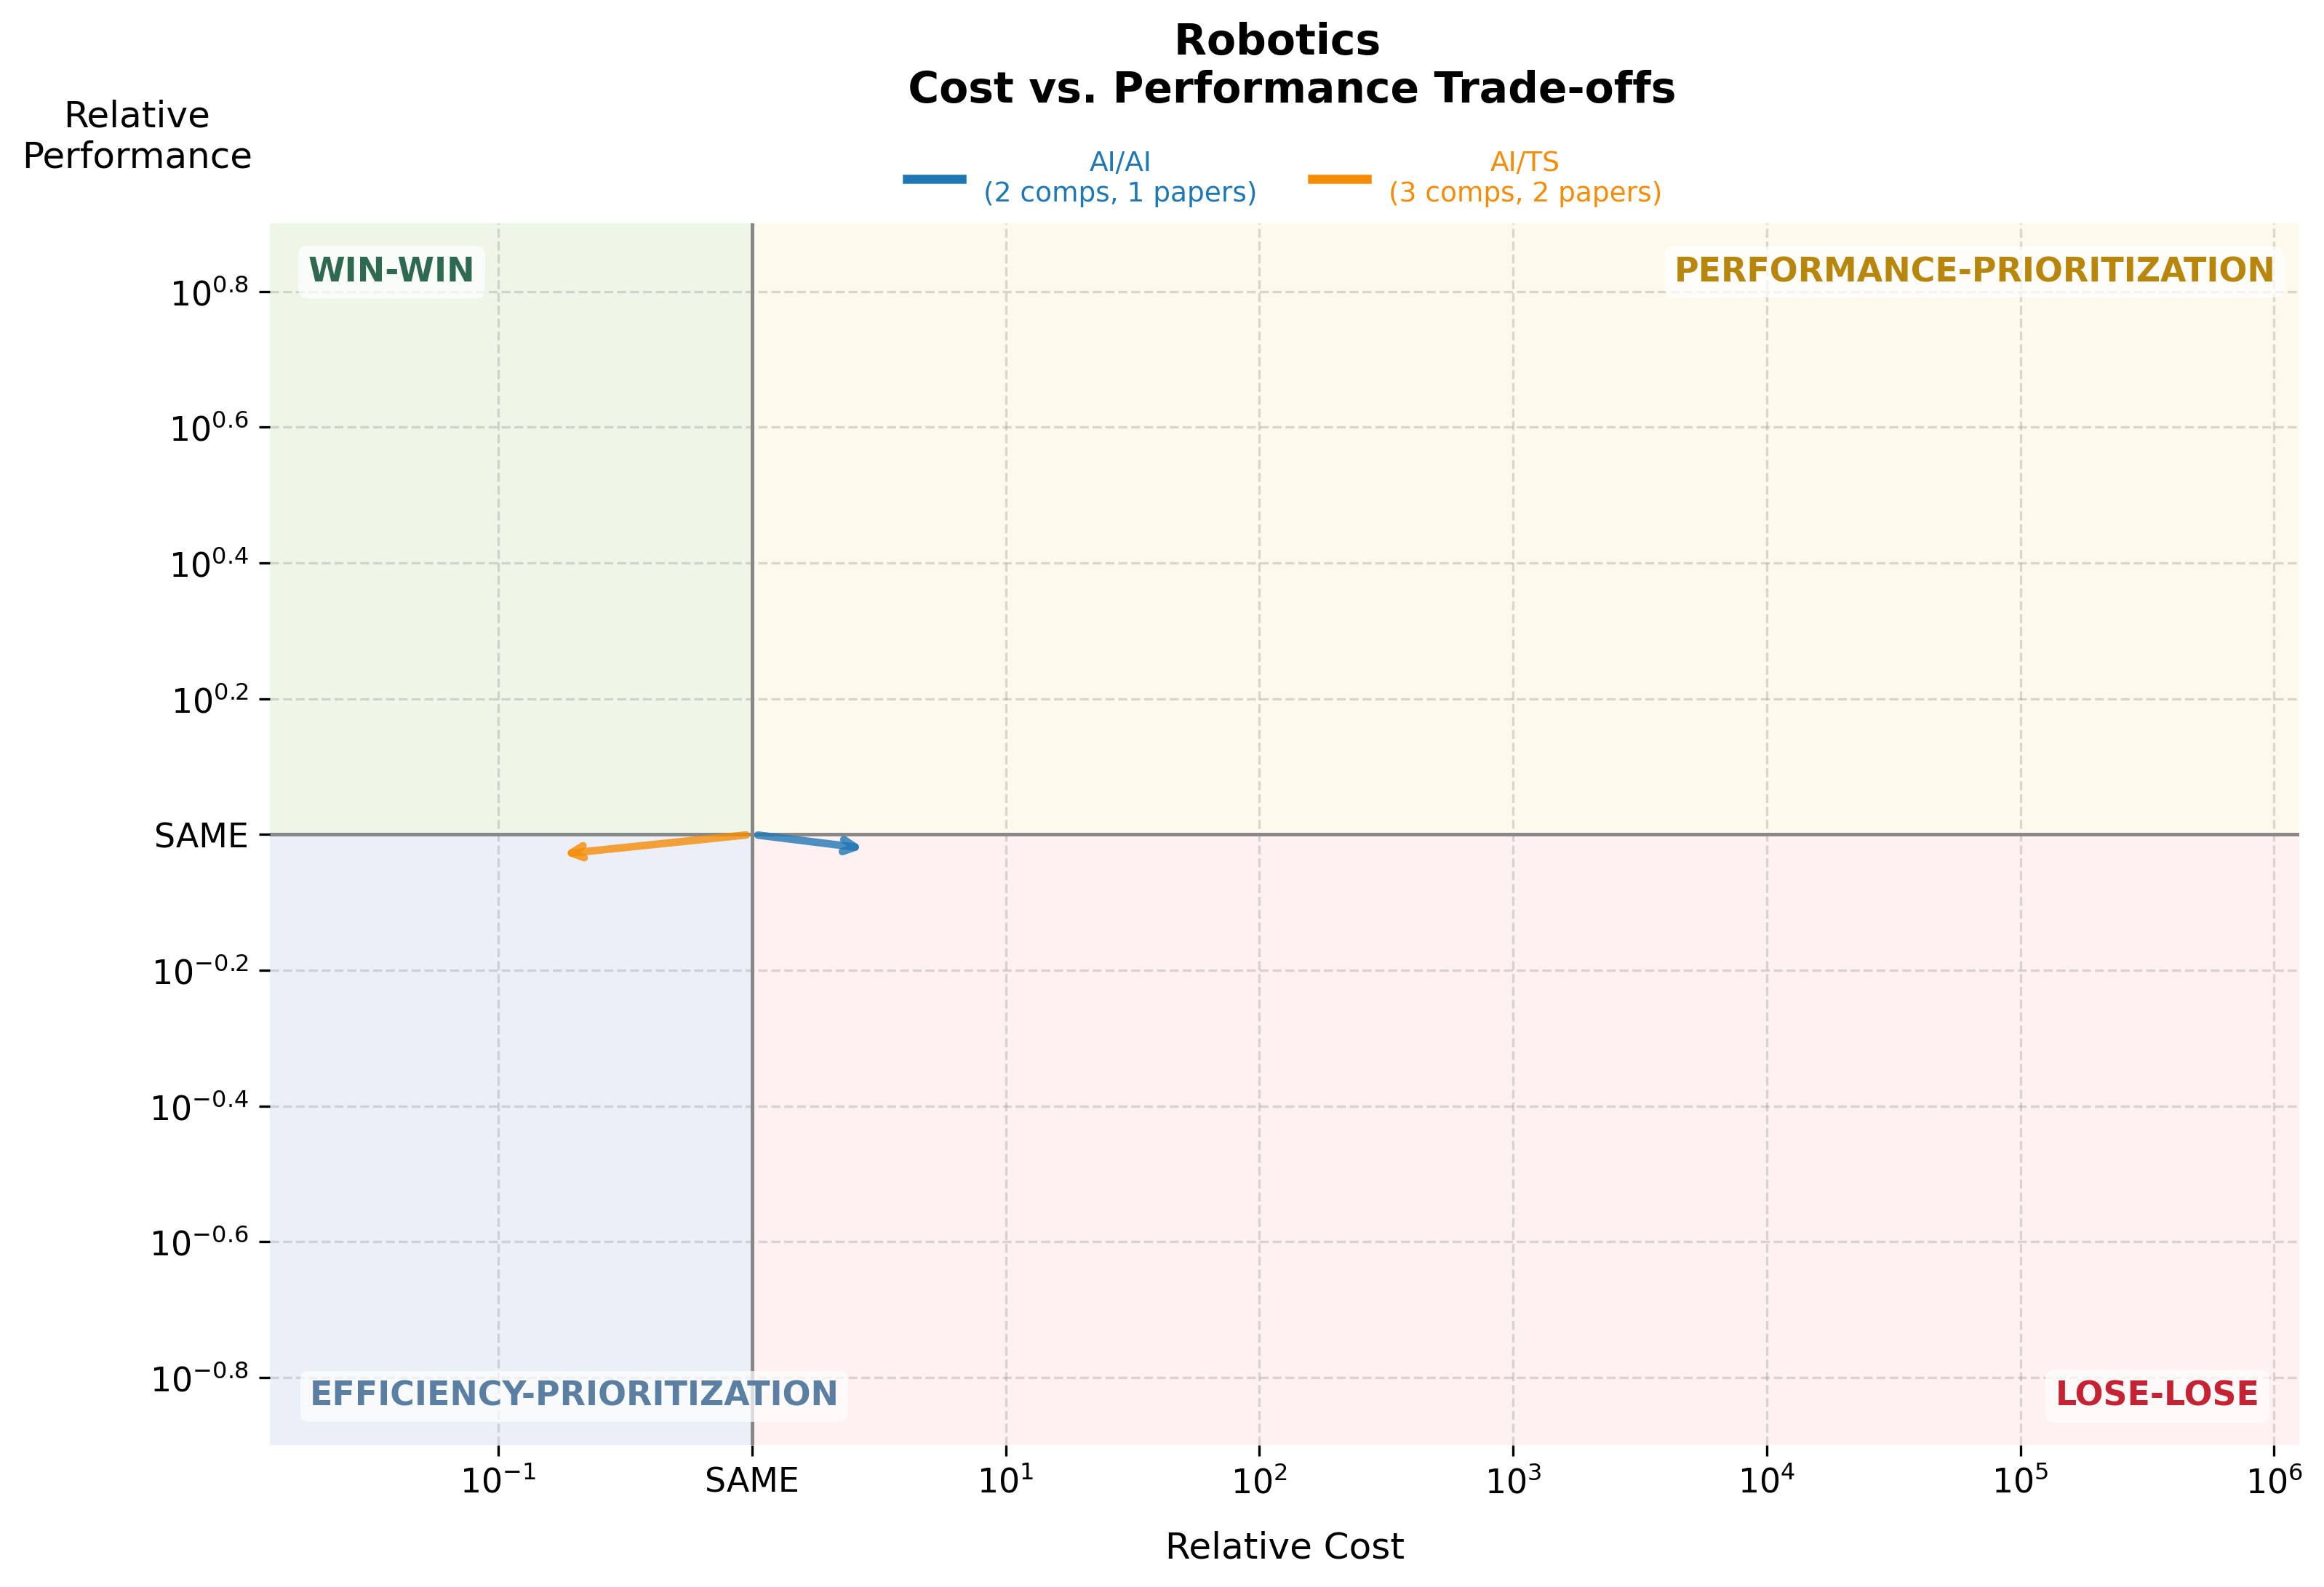 Robotics
Cost vs. Performance Trade-offs
Relative
Performance
AI/AI
(2 comps, 1 papers)
AI/TS
(3 comps, 2 papers)
WIN-WIN
PERFORMANCE-PRIORITIZATION
10^0.8
10^0.6
10^0.4
10^0.2
SAME
10^−0.2
10^−0.4
10^−0.6
10^−0.8
EFFICIENCY-PRIORITIZATION
LOSE-LOSE
10^−1 SAME 10^1 10^2 10^3 10^4 10^5 10^6
Relative Cost